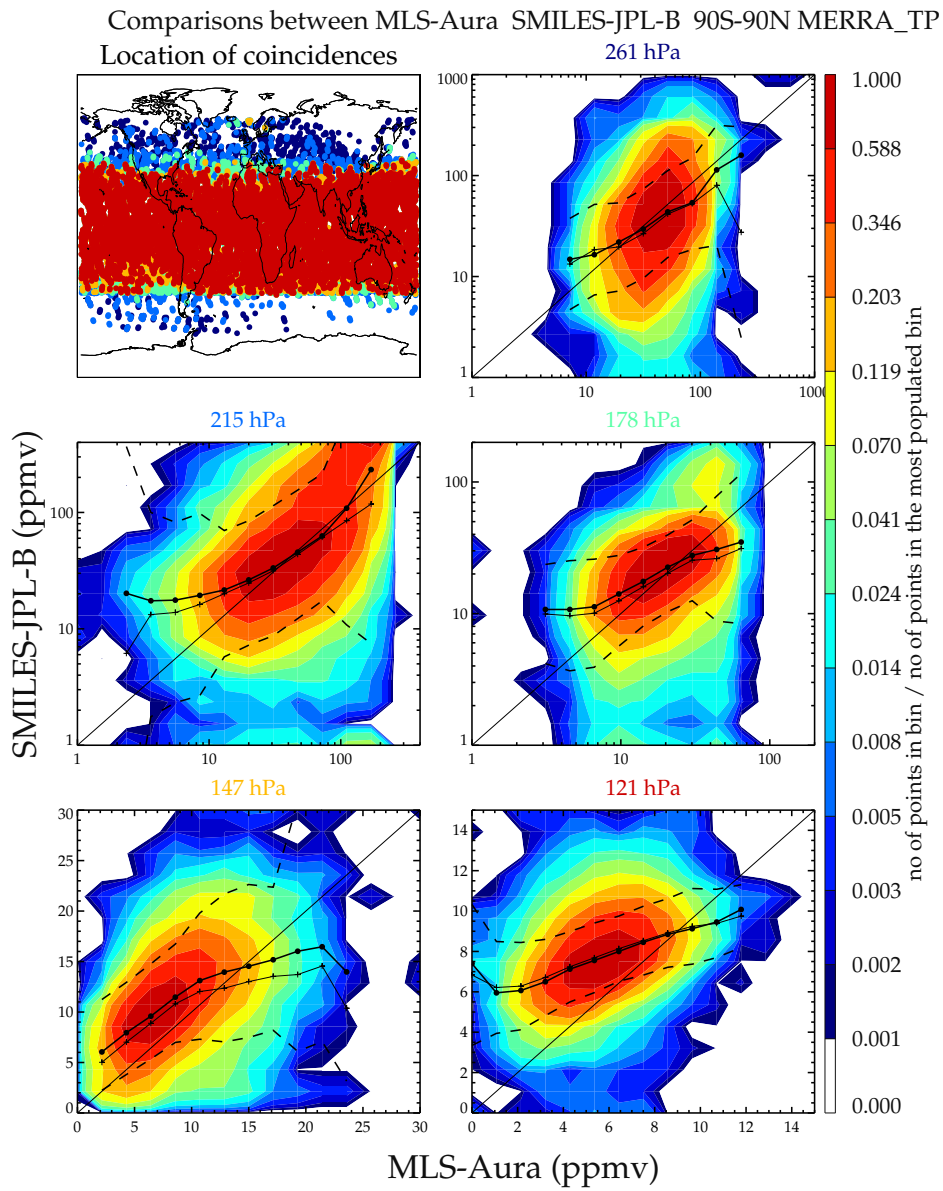 Comparisons between MLS-Aura SMILES-JPL-B 90S-90N MERRA_TP
Location of coincidences
261 hPa
1000
100
10
1
1 10 100 1000
215 hPa
100
10
1
1 10 100
178 hPa
100
10
1
1 10 100
147 hPa
30
25
20
15
10
5
0
0 5 10 15 20 25 30
121 hPa
14
12
10
8
6
4
2
0
0 2 4 6 8 10 12 14
SMILES-JPL-B (ppmv)
MLS-Aura (ppmv)
1.000
0.588
0.346
0.203
0.119
0.070
0.041
0.024
0.014
0.008
0.005
0.003
0.002
0.001
0.000
no of points in bin / no of points in the most populated bin